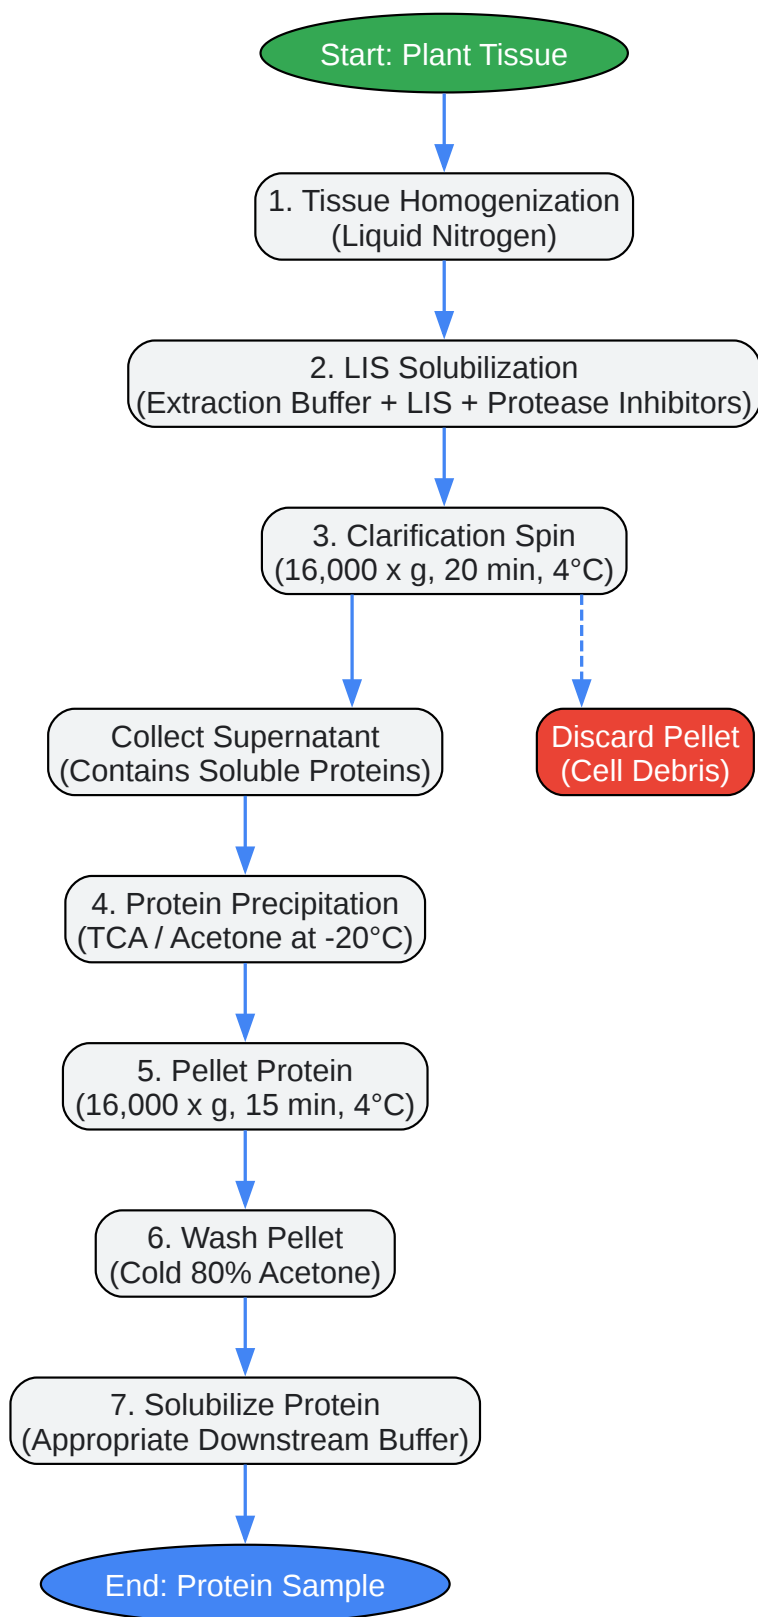 Start: Plant Tissue
1. Tissue Homogenization
(Liquid Nitrogen)
2. LIS Solubilization
(Extraction Buffer + LIS + Protease Inhibitors)
3. Clarification Spin
(16,000 x g, 20 min, 4°C)
Collect Supernatant
(Contains Soluble Proteins)
Discard Pellet
(Cell Debris)
4. Protein Precipitation
(TCA / Acetone at -20°C)
5. Pellet Protein
(16,000 x g, 15 min, 4°C)
6. Wash Pellet
(Cold 80% Acetone)
7. Solubilize Protein
(Appropriate Downstream Buffer)
End: Protein Sample